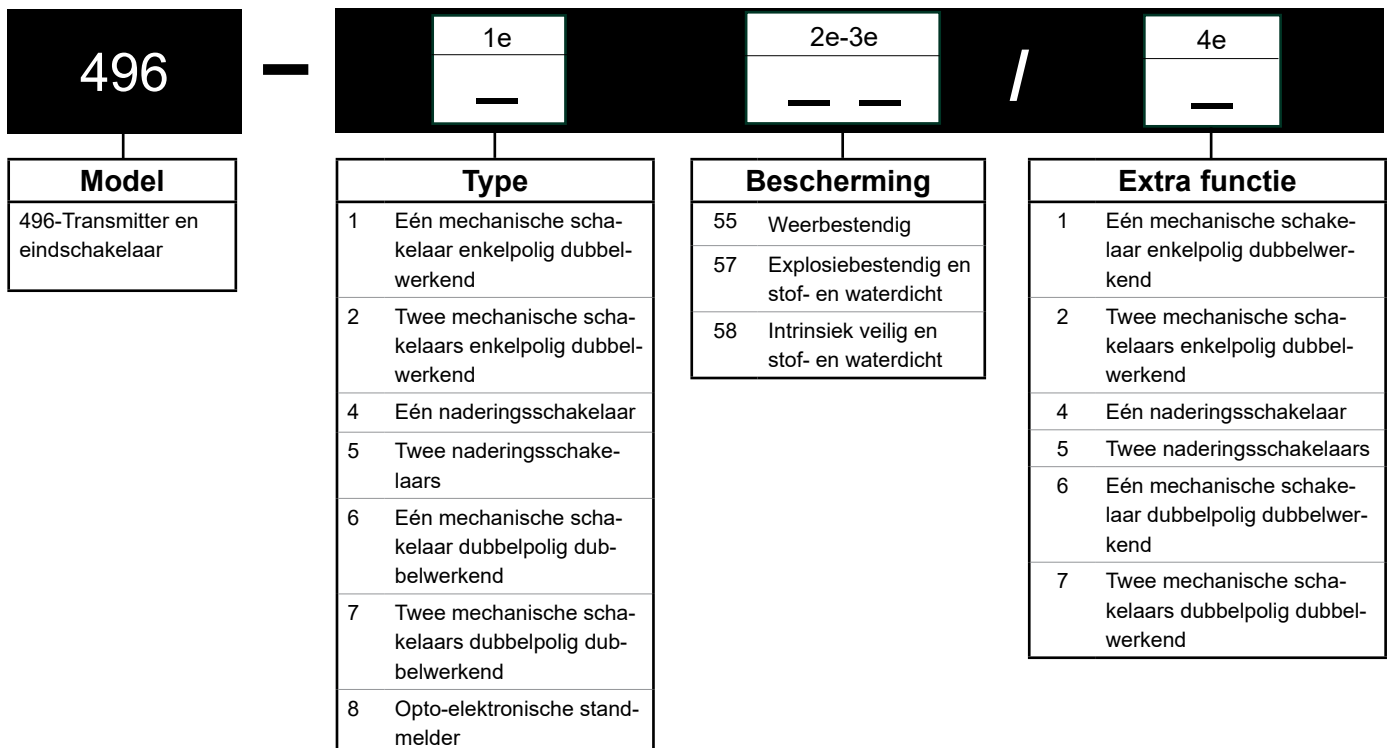 496 – 1e 2e-3e / 4e
_ _ _ _
Model
496-Transmitter en
eindschakelaar
Type
1 Eén mechanische scha-
kelaar enkelpolig dubbel-
werkend
2 Twee mechanische scha-
kelaars enkelpolig dubbel-
werkend
4 Eén naderingsschakelaar
5 Twee naderingsschake-
laars
6 Eén mechanische scha-
kelaar dubbelpolig dub-
belwerkend
7 Twee mechanische scha-
kelaars dubbelpolig dub-
belwerkend
8 Opto-elektronische stand-
melder
Bescherming
55 Weerbestendig
57 Explosiebestendig en
stof- en waterdicht
58 Intrinsiek veilig en
stof- en waterdicht
Extra functie
1 Eén mechanische schake-
laar enkelpolig dubbelwer-
kend
2 Twee mechanische scha-
kelaars enkelpolig dubbel-
werkend
4 Eén naderingsschakelaar
5 Twee naderingsschakelaars
6 Eén mechanische schake-
laar dubbelpolig dubbelwer-
kend
7 Twee mechanische scha-
kelaars dubbelpolig dubbel-
werkend